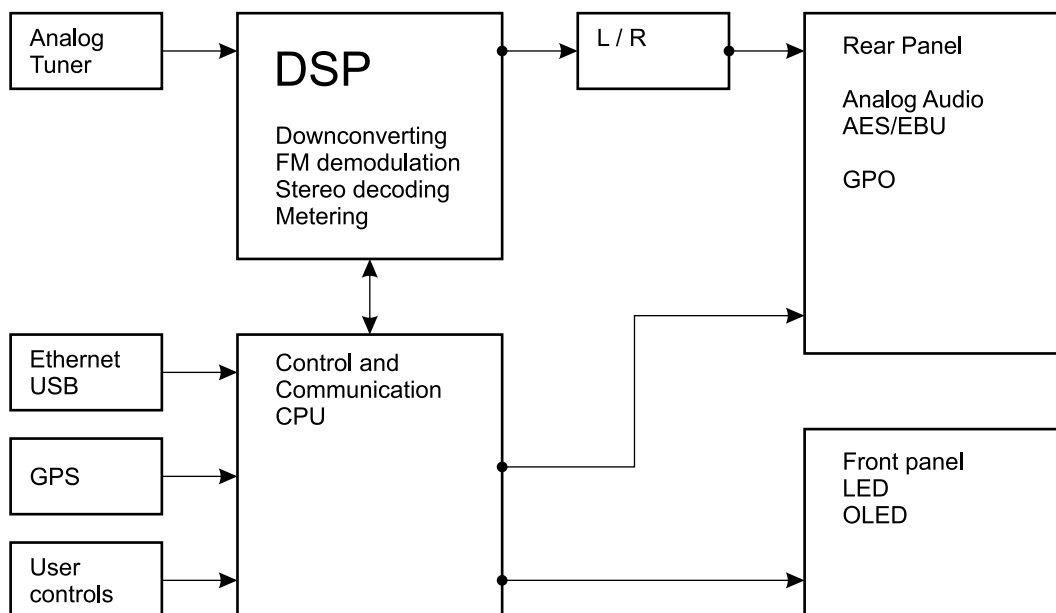 Analog
Tuner
DSP
Downconverting
FM demodulation
Stereo decoding
Metering
L / R
Rear Panel
Analog Audio
AES/EBU
GPO
Ethernet
USB
GPS
User
controls
Control and
Communication
CPU
Front panel
LED
OLED